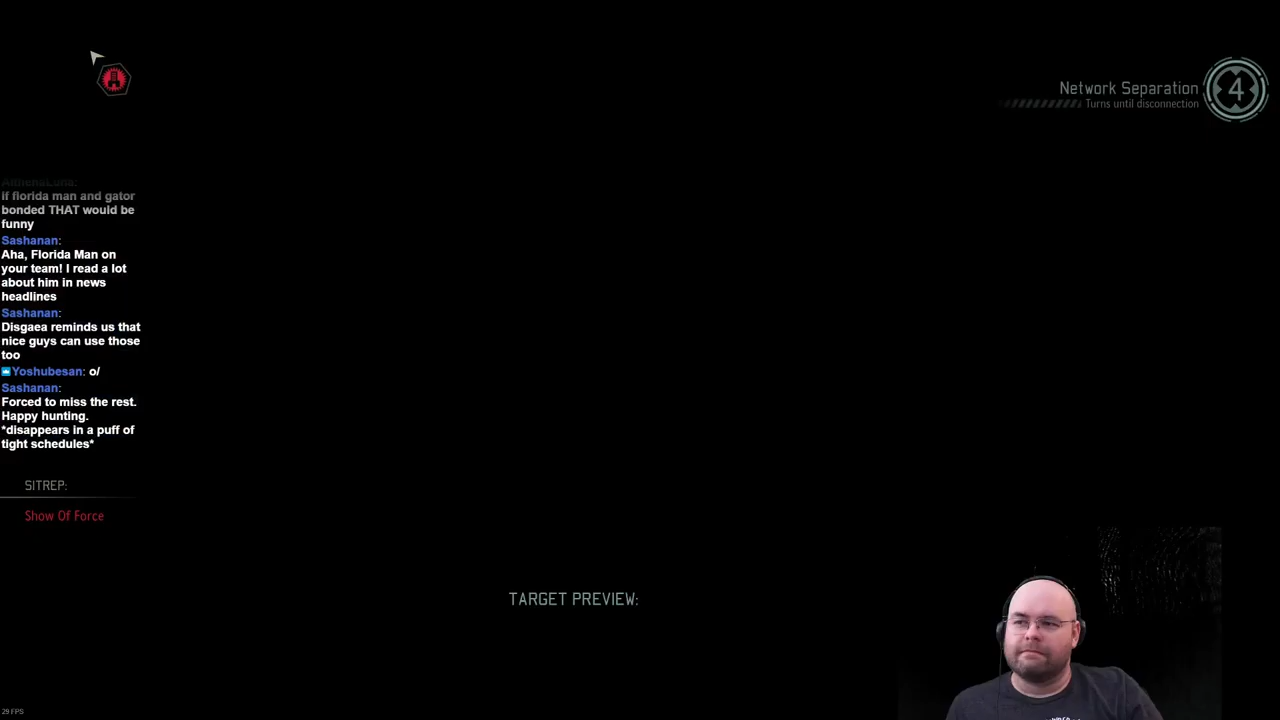 Network Separation
4
Turns until disconnection
AlbienaLuna:
if florida man and gator
bonded THAT would be
funny
Sashanan:
Aha, Florida Man on
your team! I read a lot
about him in news
headlines
Sashanan:
Disgaea reminds us that
nice guys can use those
too
Yoshubesan: o/
Sashanan:
Forced to miss the rest.
Happy hunting.
*disappears in a puff of
tight schedules*
SITREP:
Show Of Force
TARGET PREVIEW:
29 FPS